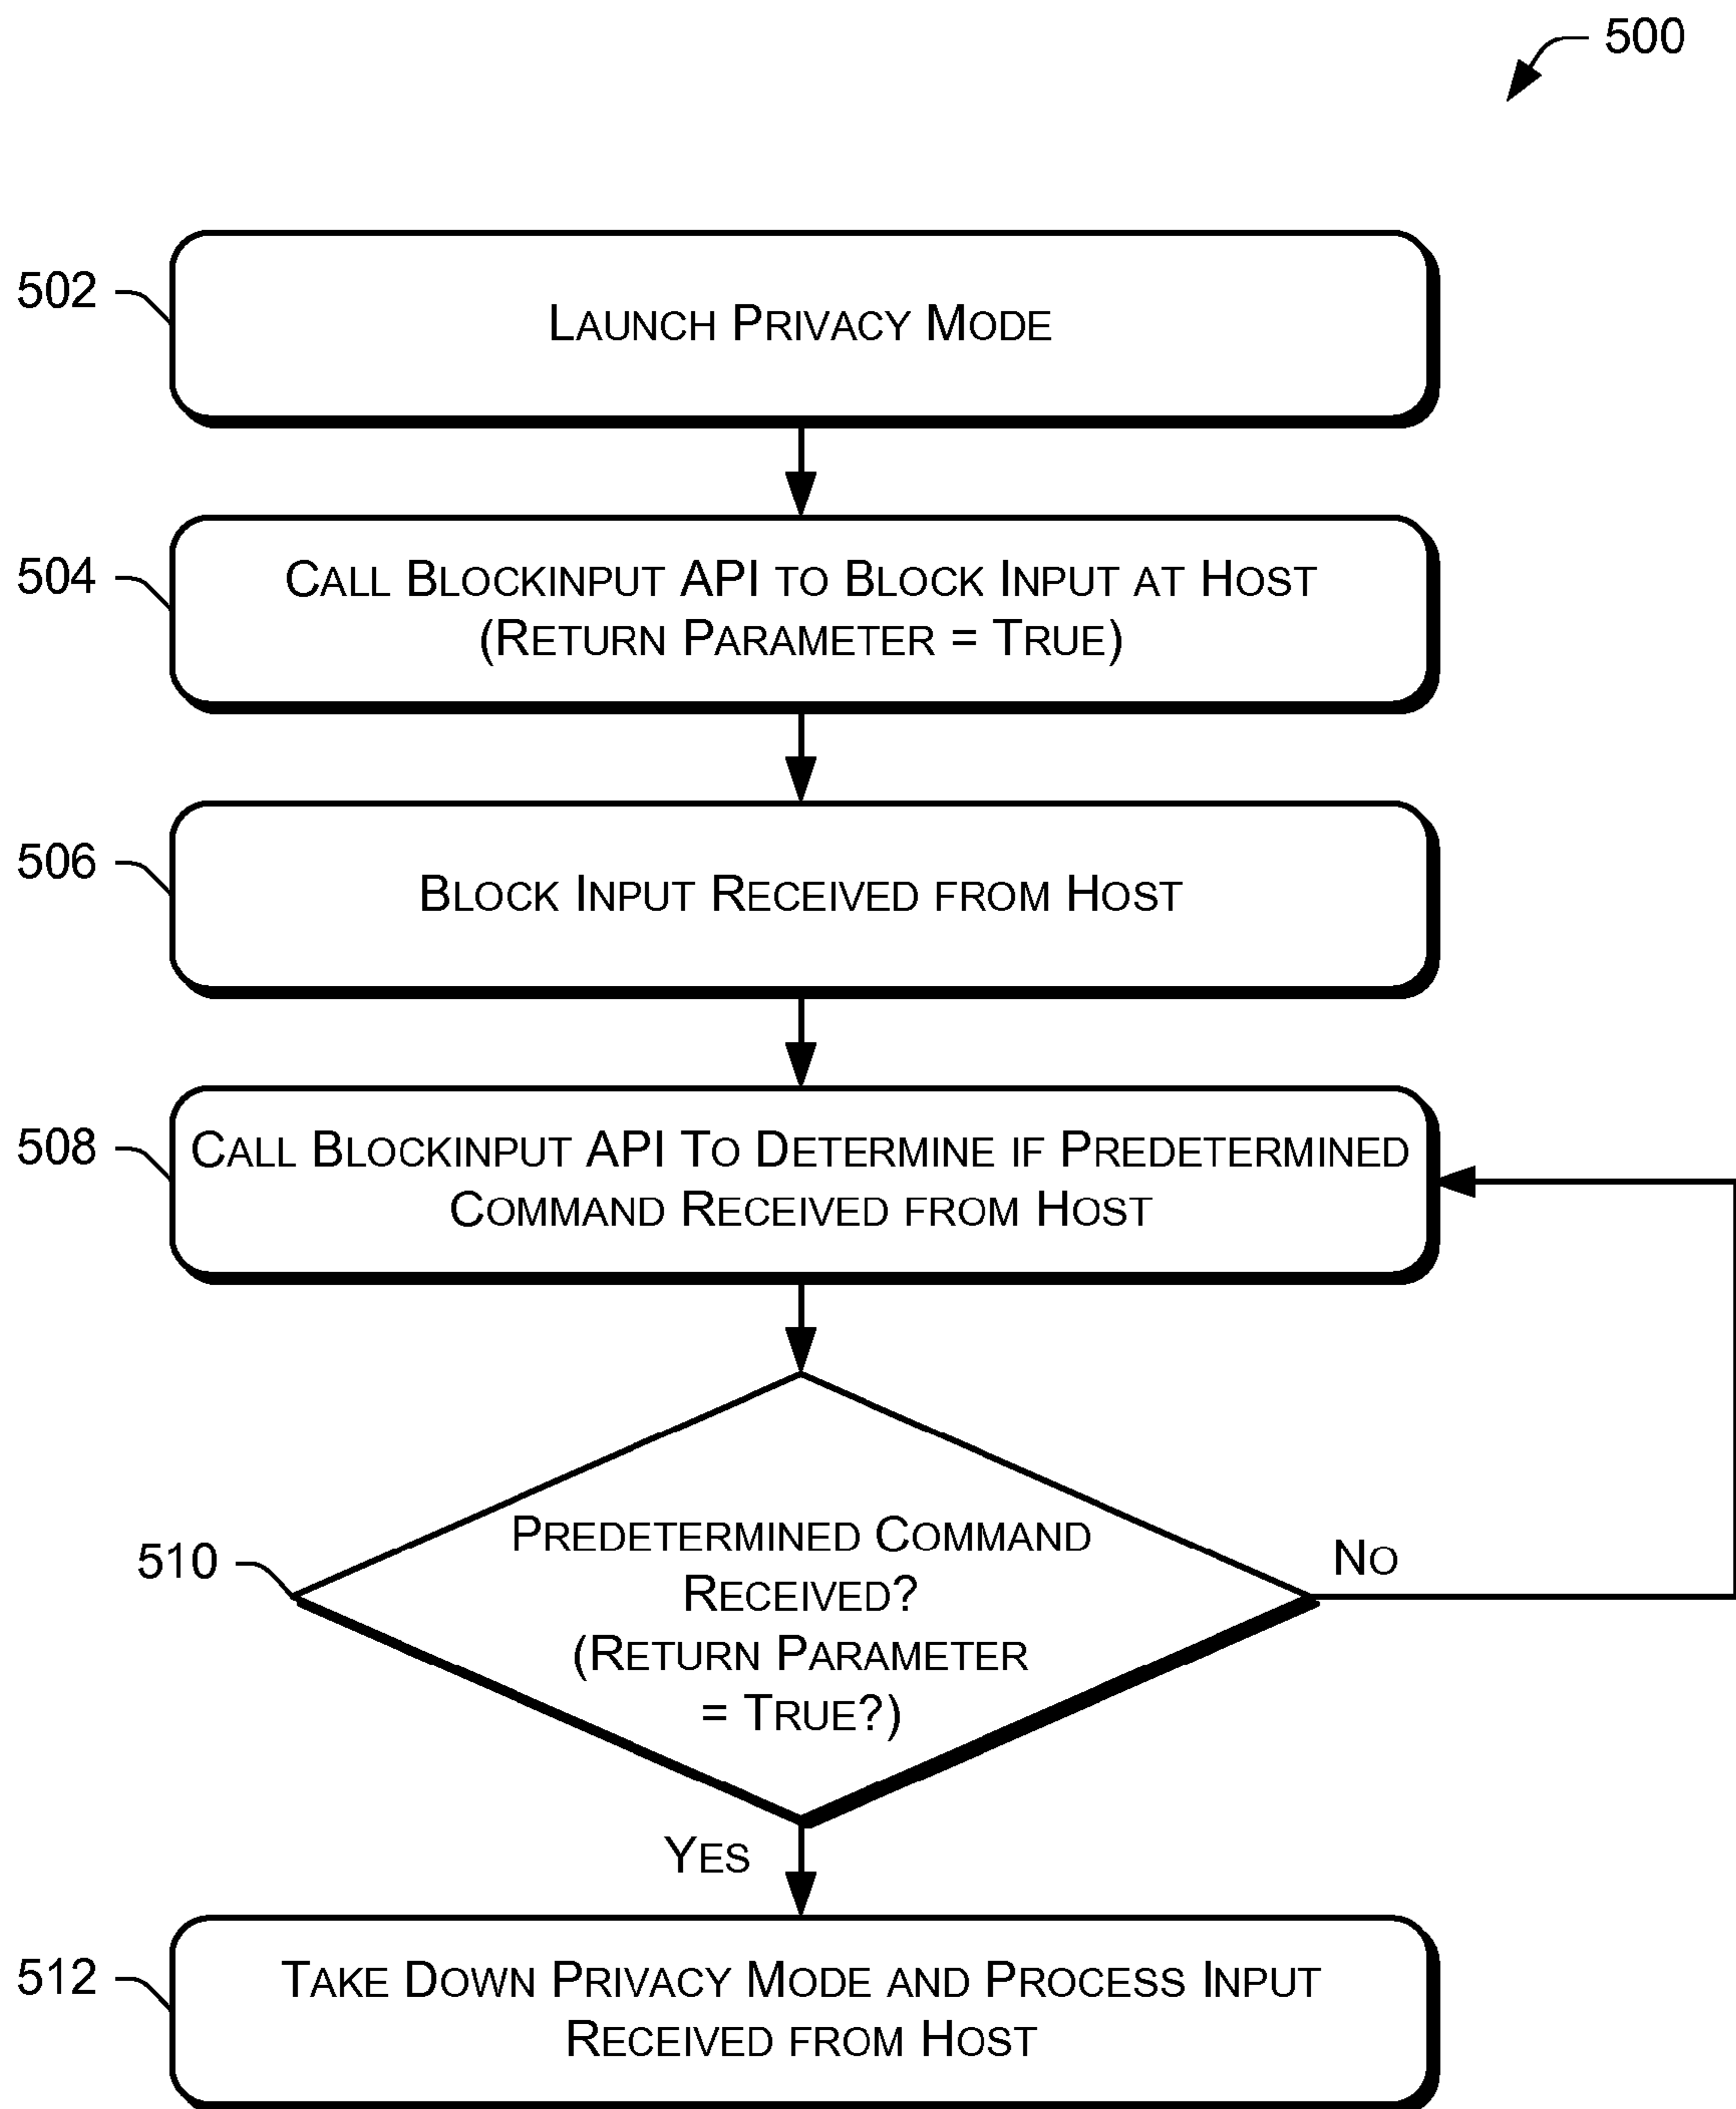 500
502
LAUNCH PRIVACY MODE
504
CALL BLOCKINPUT API TO BLOCK INPUT AT HOST
(RETURN PARAMETER = TRUE)
506
BLOCK INPUT RECEIVED FROM HOST
508
CALL BLOCKINPUT API TO DETERMINE IF PREDETERMINED
COMMAND RECEIVED FROM HOST
510
PREDETERMINED COMMAND
RECEIVED?
(RETURN PARAMETER
= TRUE?)
NO
YES
512
TAKE DOWN PRIVACY MODE AND PROCESS INPUT
RECEIVED FROM HOST